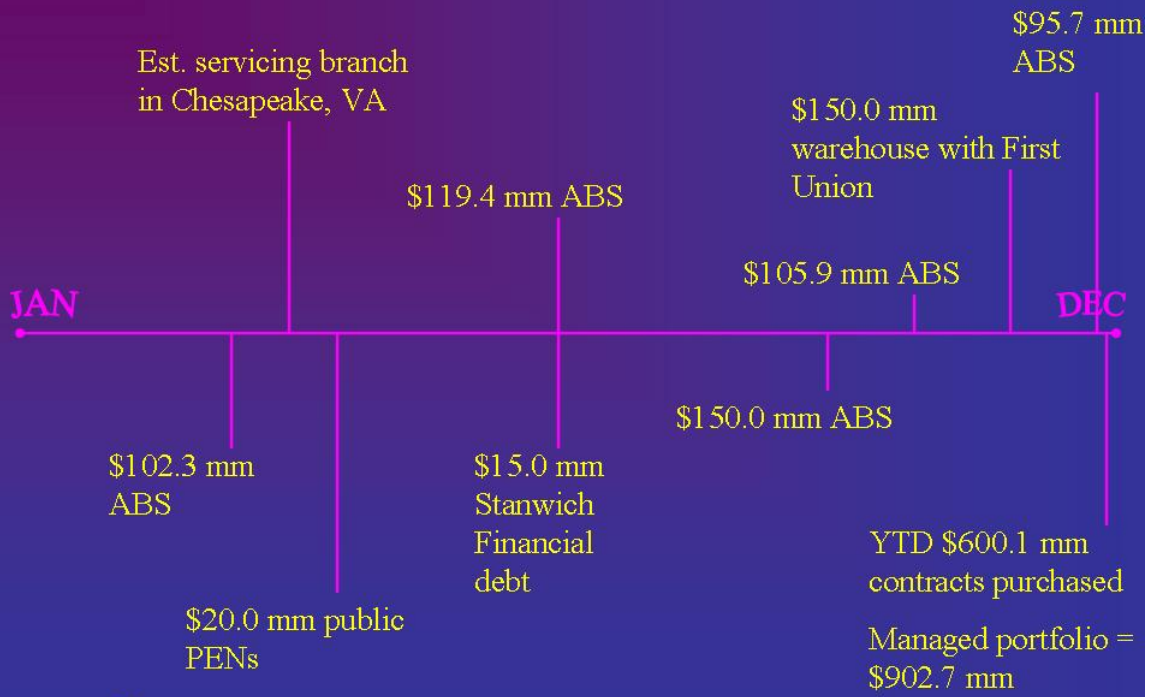 $95.7 mm
ABS
Est. servicing branch
in Chesapeake, VA
$150.0 mm
warehouse with First
Union
$119.4 mm ABS
$105.9 mm ABS
JAN
DEC
$150.0 mm ABS
$102.3 mm
ABS
$15.0 mm
Stanwich
Financial
debt
YTD $600.1 mm
contracts purchased
$20.0 mm public
PENs
Managed portfolio =
$902.7 mm